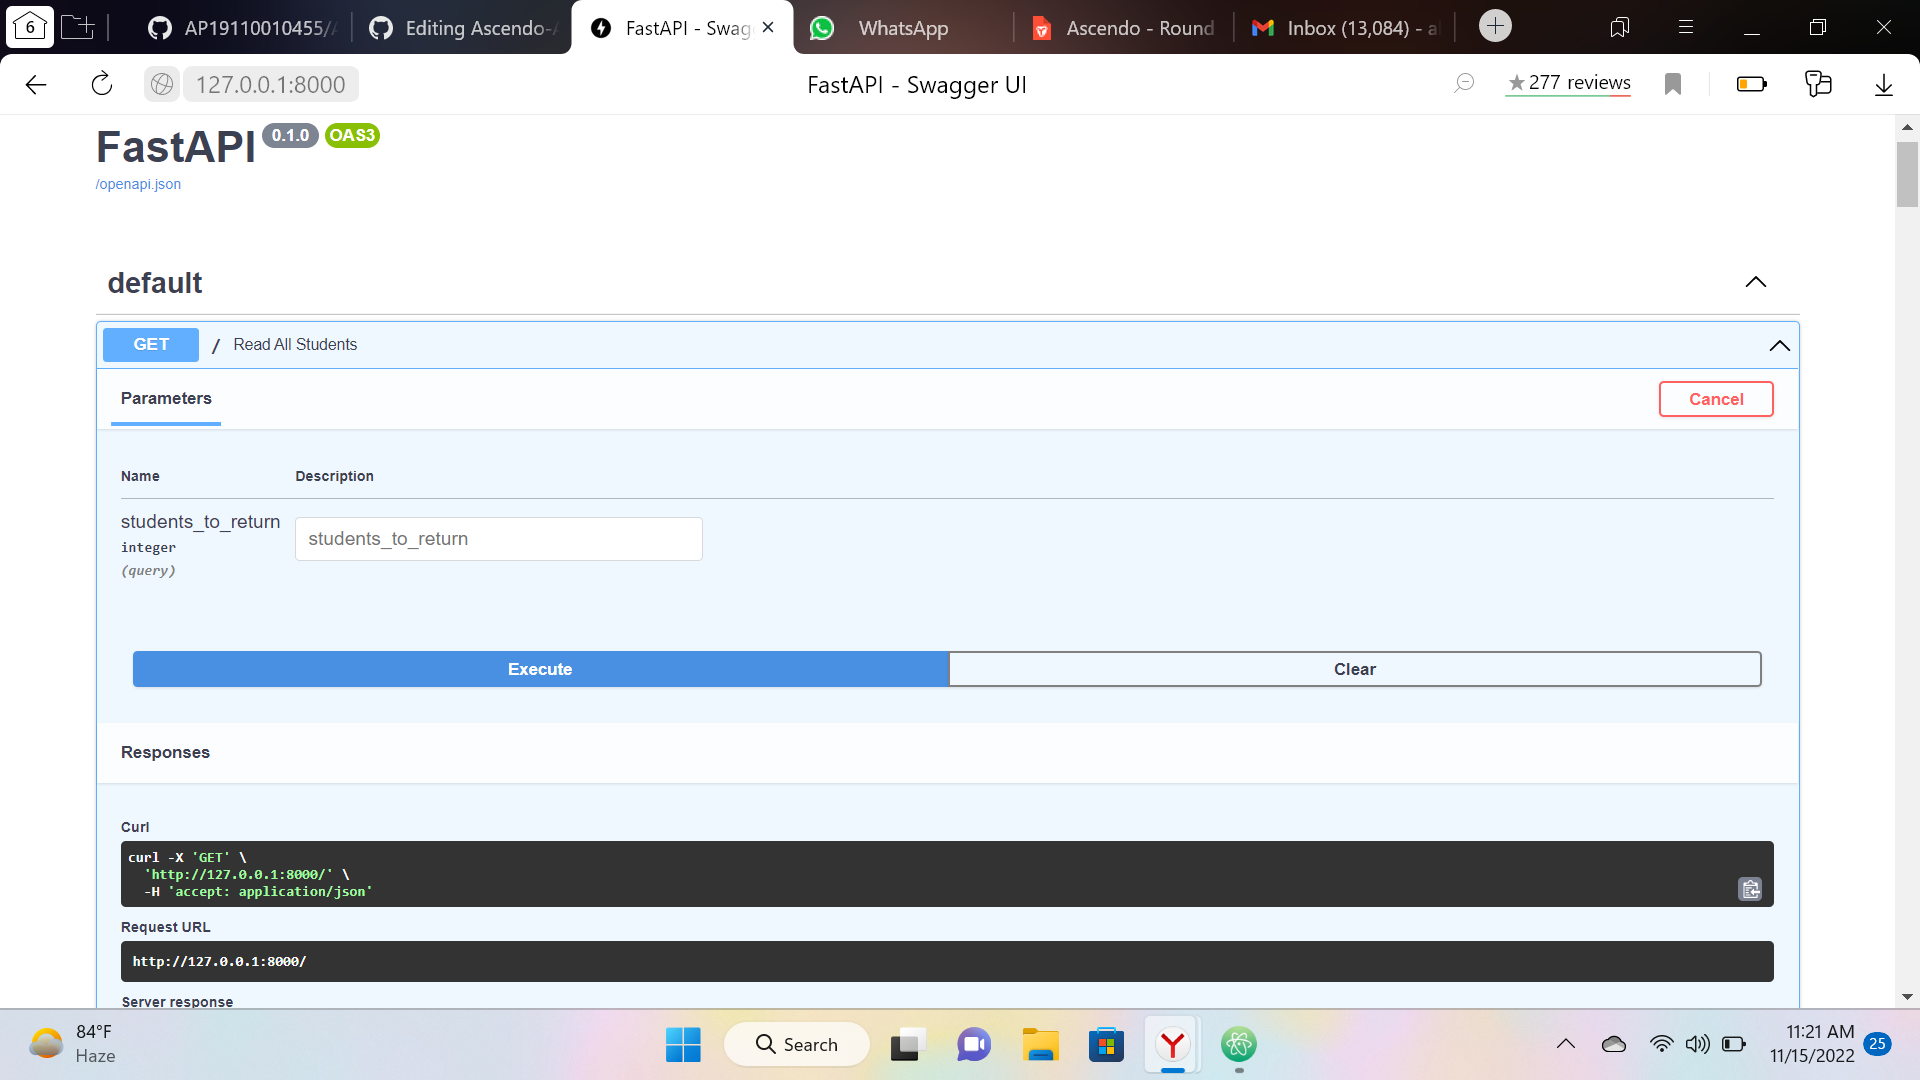 6
AP19110010455/
Editing Ascendo-
FastAPI - Swag
WhatsApp
Ascendo - Round
Inbox (13,084) - a
127.0.0.1:8000
FastAPI - Swagger UI
★277 reviews
FastAPI 0.1.0 OAS3
/openapi.json
default
GET / Read All Students
Parameters
Cancel
Name Description
students_to_return
integer
(query)
students_to_return
Execute
Clear
Responses
Curl
curl -X 'GET' \
'http://127.0.0.1:8000/' \
-H 'accept: application/json'
Request URL
http://127.0.0.1:8000/
Server response
84°F
Haze
Search
11:21 AM
11/15/2022
25